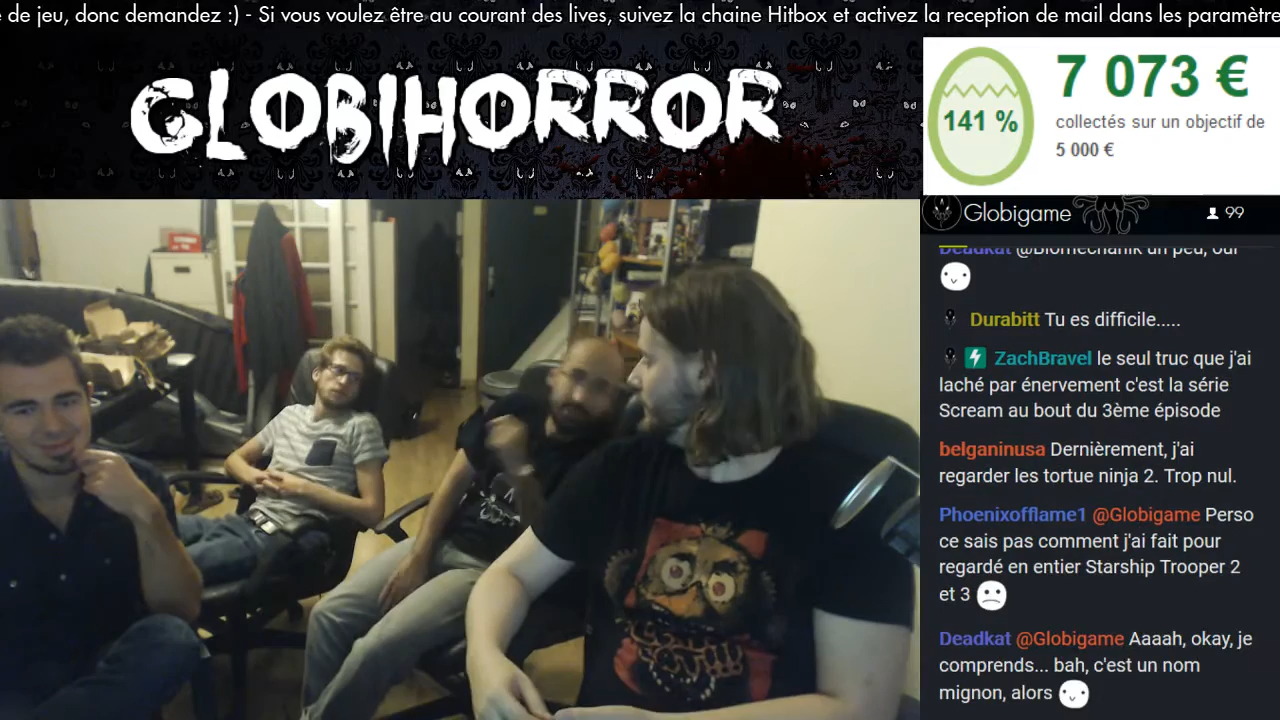 de jeu, donc demandez :) - Si vous voulez être au courant des lives, suivez la chaine Hitbox et activez la reception de mail dans les paramètre
GLOBIHORROR
7 073 €
141 %
collectés sur un objectif de
5 000 €
Globigame
99
Deadkat @Biomechanik un peu, oui
Durabitt Tu es difficile.....
ZachBravel le seul truc que j'ai
laché par énervement c'est la série
Scream au bout du 3ème épisode
belganinusa Dernièrement, j'ai
regarder les tortue ninja 2. Trop nul.
Phoenixofflame1 @Globigame Perso
ce sais pas comment j'ai fait pour
regardé en entier Starship Trooper 2
et 3
Deadkat @Globigame Aaaah, okay, je
comprends... bah, c'est un nom
mignon, alors